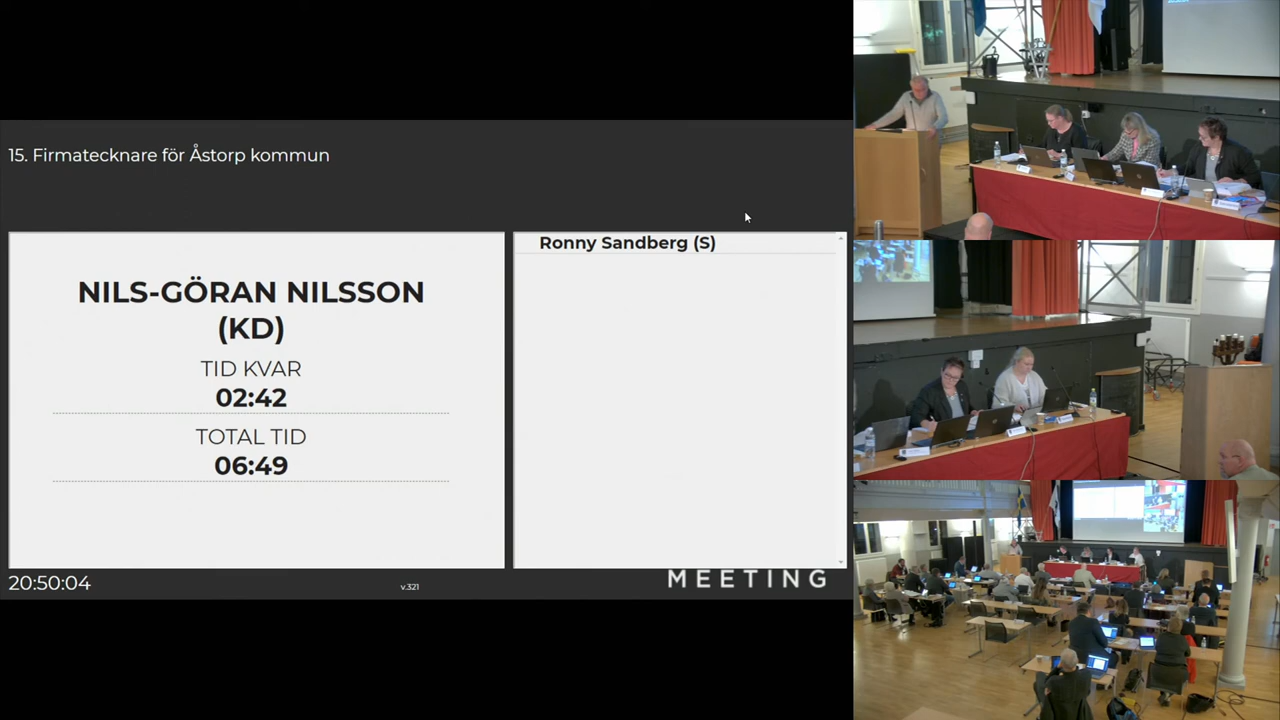 15. Firmatecknare för Åstorp kommun
NILS-GÖRAN NILSSON
(KD)
TID KVAR
02:42
TOTAL TID
06:49
Ronny Sandberg (S)
20:50:04
v.321
MEETING